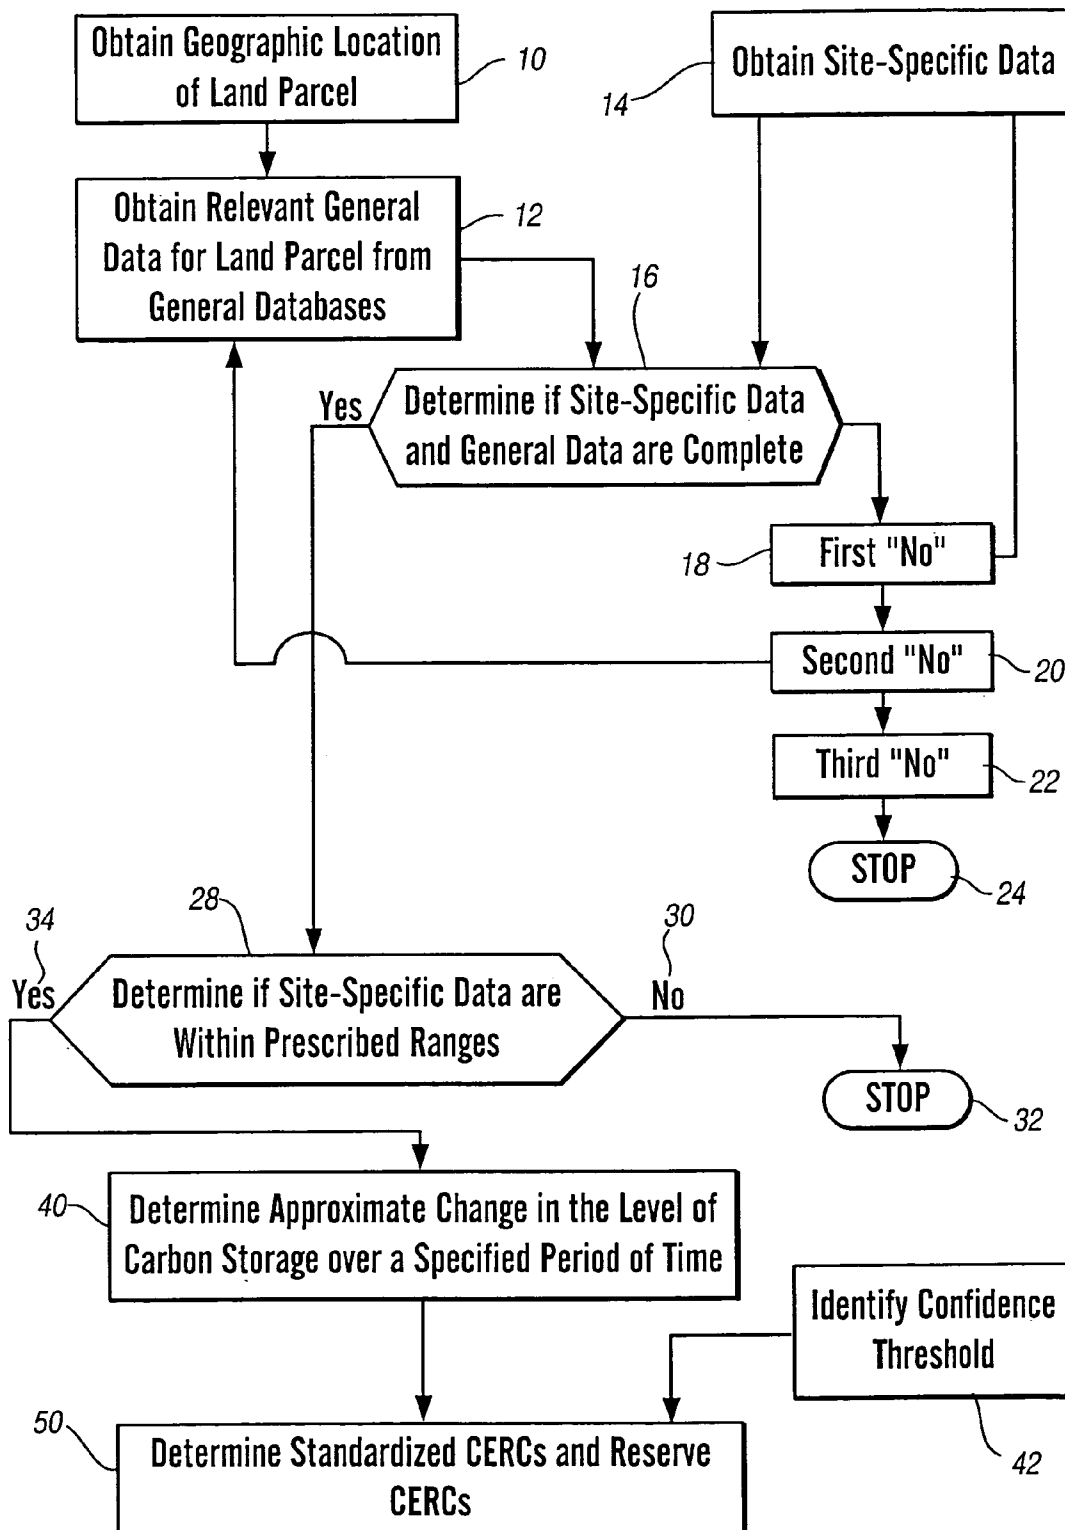 Obtain Geographic Location
of Land Parcel
10
Obtain Site-Specific Data
14
Obtain Relevant General
Data for Land Parcel from
General Databases
12
16
Determine if Site-Specific Data
and General Data are Complete
Yes
First "No"
18
Second "No"
20
Third "No"
22
STOP
24
28
34
Yes
Determine if Site-Specific Data are
Within Prescribed Ranges
30
No
STOP
32
40
Determine Approximate Change in the Level of
Carbon Storage over a Specified Period of Time
Identify Confidence
Threshold
42
50
Determine Standardized CERCs and Reserve
CERCs